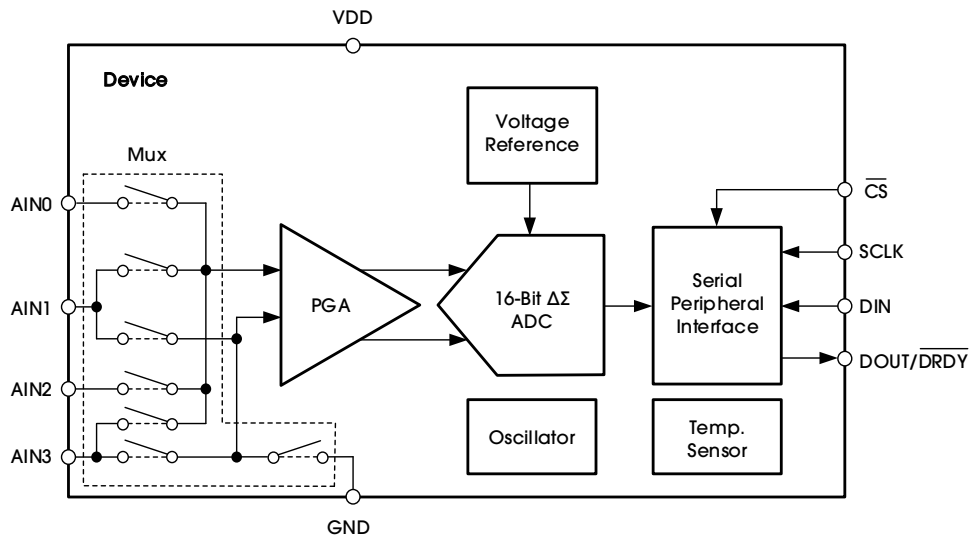 VDD
Device
Voltage
Reference
Mux
AIN0
CS
SCLK
AIN1
PGA
16-Bit ΔΣ
ADC
Serial
Peripheral
Interface
DIN
DOUT/DRDY
AIN2
Oscillator
Temp.
Sensor
AIN3
GND